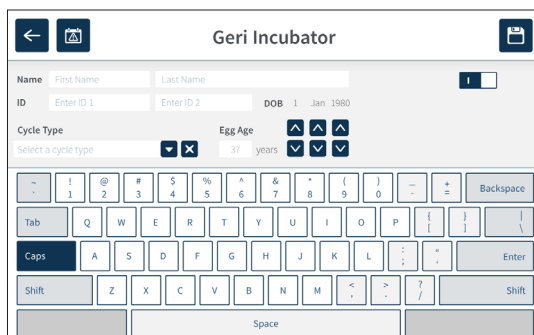 Geri Incubator
Name First Name Last Name I
ID Enter ID 1 Enter ID 2 DOB 1 Jan 1980
Cycle Type Egg Age
Select a cycle type 37 years
~ ! @ # $ % ^ & * ( ) _ +
` 1 2 3 4 5 6 7 8 9 0 - = Backspace
Tab Q W E R T Y U I O P { [ } ] | \
Caps A S D F G H J K L : ; " ' Enter
Shift Z X C V B N M < , > . ? / Shift
Space